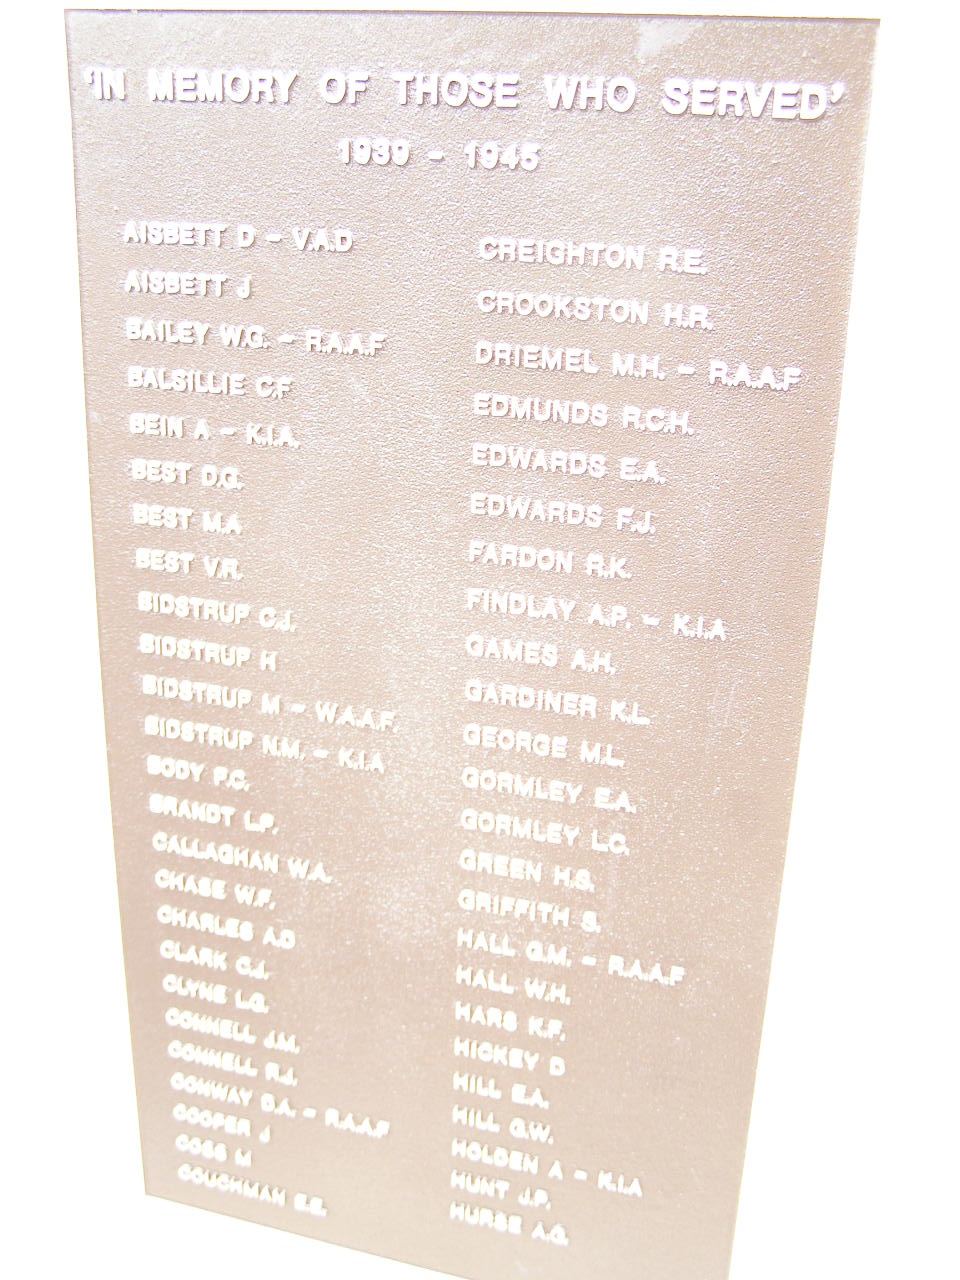 'IN MEMORY OF THOSE WHO SERVED'
1939 - 1945
AISBETT D - V.A.D
AISBETT J
BAILEY W.G. - R.A.A.F
BALSILLIE C.F
BEIN A - K.I.A.
BEST D.G.
BEST M.A
BEST V.R.
BIDSTRUP C.J.
BIDSTRUP H
BIDSTRUP M - W.A.A.F.
BIDSTRUP N.M. - K.I.A
BODY F.C.
BRANDT L.P.
CALLAGHAN W.A.
CHASE W.F.
CHARLES A.D
CLARK C.J.
CLYNE L.G.
CONNELL J.M.
CONNELL R.J.
CONWAY D.A. - R.A.A.F
COOPER J
COSS M
COUCHMAN E.E.
CREIGHTON R.E.
CROOKSTON H.R.
DRIEMEL M.H. - R.A.A.F
EDMUNDS R.C.H.
EDWARDS E.A.
EDWARDS F.J.
FARDON R.K.
FINDLAY A.P. - K.I.A
GAMES A.H.
GARDINER K.L.
GEORGE M.L.
GORMLEY E.A.
GORMLEY L.C.
GREEN H.S.
GRIFFITH S.
HALL G.M. - R.A.A.F
HALL W.H.
HARS K.F.
HICKEY D
HILL E.A.
HILL G.W.
HOLDEN A - K.I.A
HUNT J.P.
HURSE A.G.